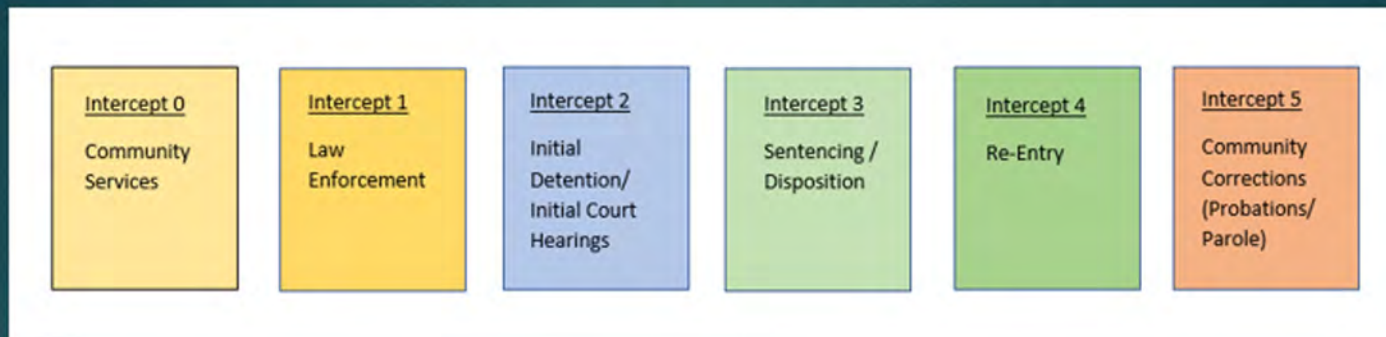 Intercept 0
Community
Services
Intercept 1
Law
Enforcement
Intercept 2
Initial
Detention/
Initial Court
Hearings
Intercept 3
Sentencing /
Disposition
Intercept 4
Re-Entry
Intercept 5
Community
Corrections
(Probations/
Parole)